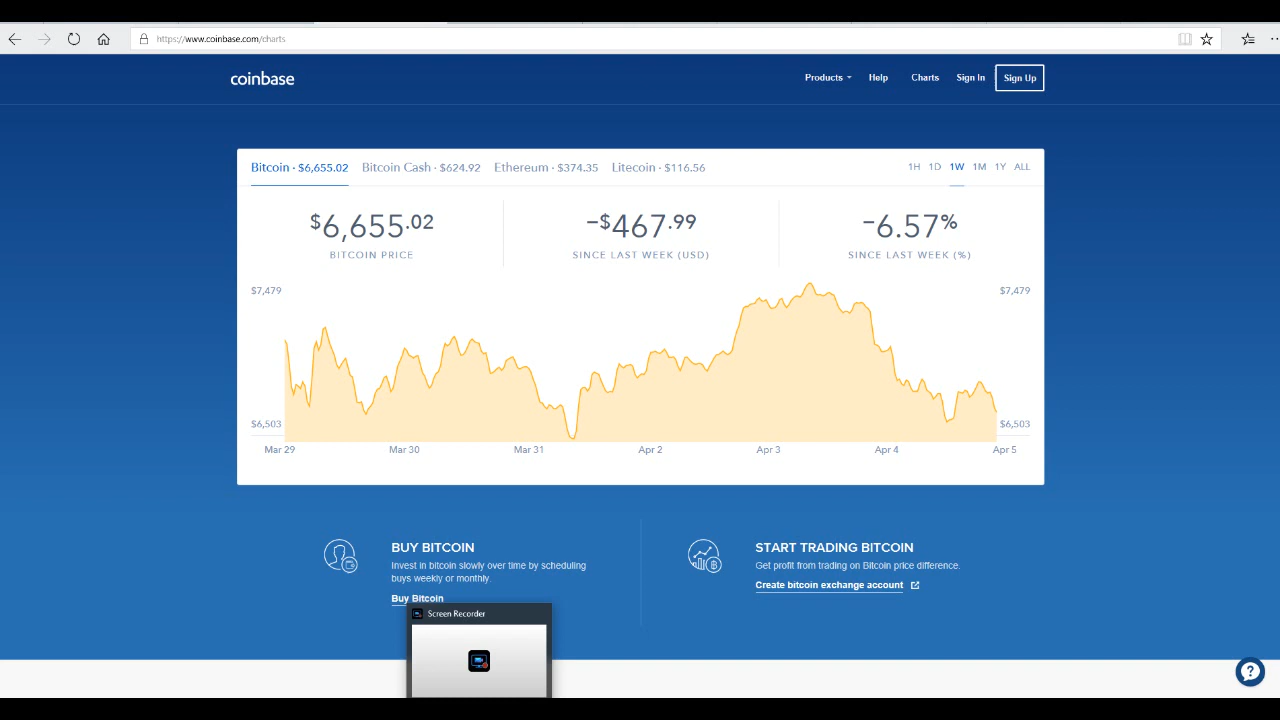 https://www.coinbase.com/charts
coinbase
Products Help Charts Sign In Sign Up
Bitcoin · $6,655.02 Bitcoin Cash · $624.92 Ethereum · $374.35 Litecoin · $116.56 1H 1D 1W 1M 1Y ALL
$6,655.02 −$467.99 −6.57%
BITCOIN PRICE SINCE LAST WEEK (USD) SINCE LAST WEEK (%)
$7,479 $7,479
$6,503 $6,503
Mar 29 Mar 30 Mar 31 Apr 2 Apr 3 Apr 4 Apr 5
BUY BITCOIN
Invest in bitcoin slowly over time by scheduling
buys weekly or monthly.
Buy Bitcoin
START TRADING BITCOIN
Get profit from trading on Bitcoin price difference.
Create bitcoin exchange account
Screen Recorder
?